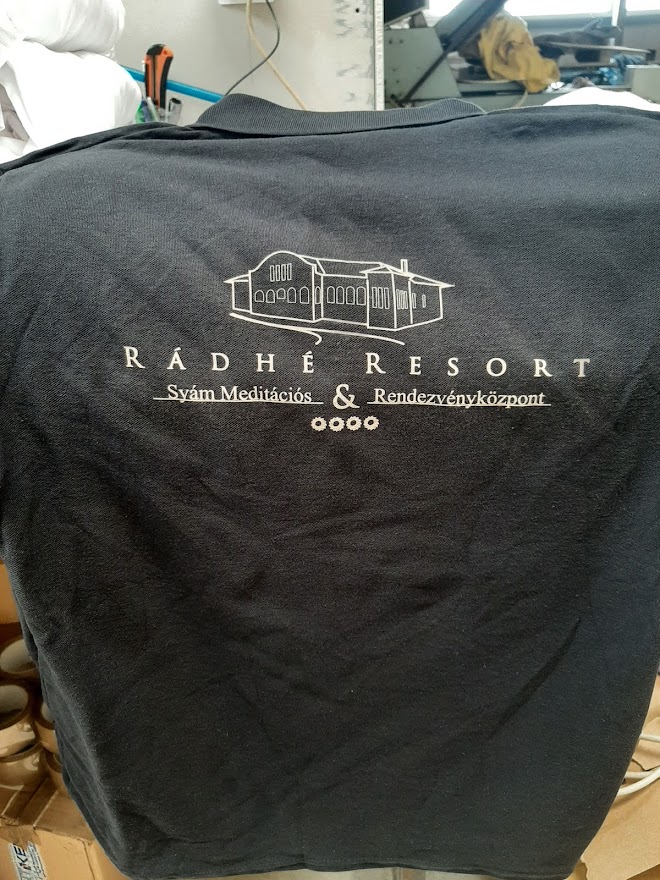 RÁDHÉ RESORT
Syám Meditációs & Rendezvényközpont